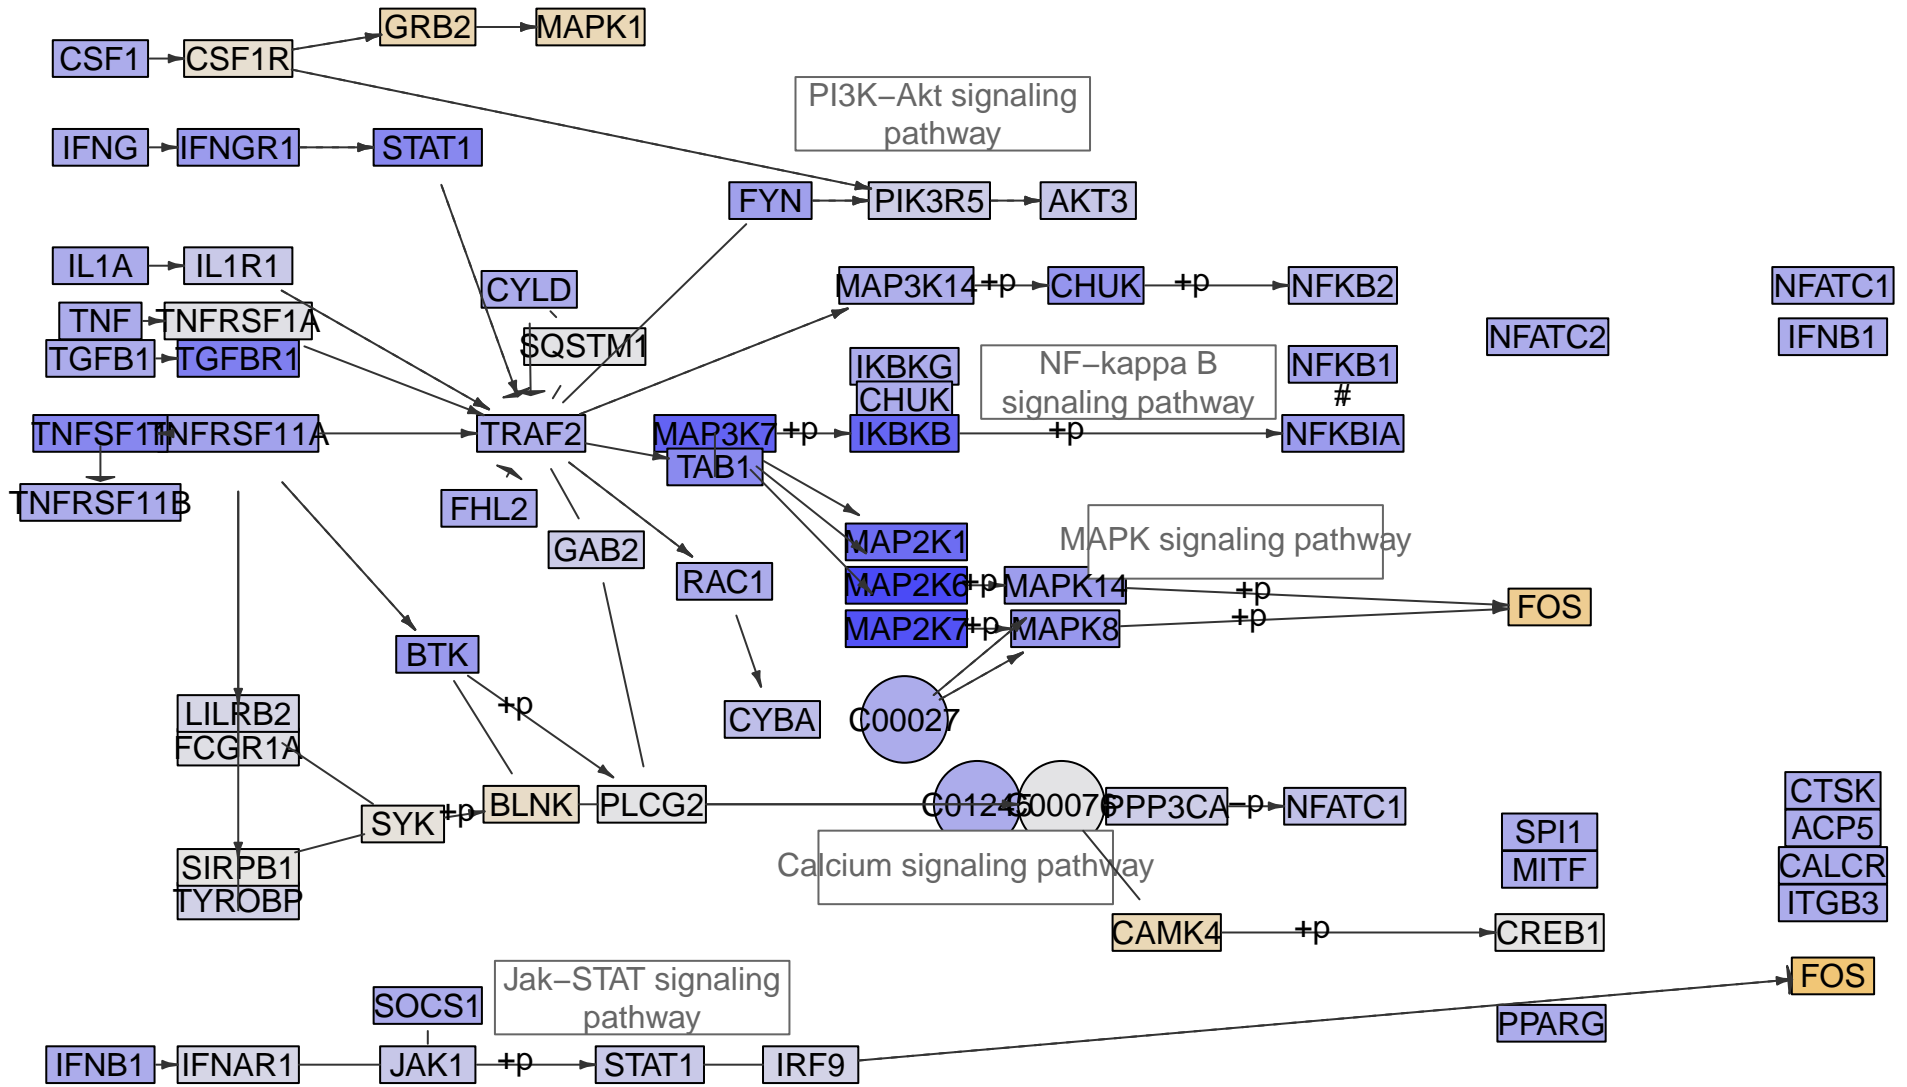 GRB2
MAPK1
CSF1
CSF1R
PI3K–Akt signaling
pathway
IFNG
IFNGR1
STAT1
FYN
PIK3R5
AKT3
IL1A
IL1R1
CYLD
MAP3K14
+p
CHUK
+p
NFKB2
NFATC1
TNF
TNFRSF1A
SQSTM1
NFATC2
IFNB1
TGFB1
TGFBR1
IKBKG
NF–kappa B
signaling pathway
NFKB1
CHUK
#
TNFSF11
TNFRSF11A
TRAF2
MAP3K7
+p
IKBKB
+p
NFKBIA
TAB1
TNFRSF11B
FHL2
GAB2
MAP2K1
MAPK signaling pathway
RAC1
MAP2K6
+p
MAPK14
+p
FOS
MAP2K7
+p
MAPK8
+p
BTK
+p
LILRB2
CYBA
C00027
FCGR1A
SYK
+p
BLNK
PLCG2
C01245
C00076
PPP3CA
–p
NFATC1
CTSK
SPI1
ACP5
SIRPB1
Calcium signaling pathway
MITF
CALCR
TYROBP
ITGB3
CAMK4
+p
CREB1
Jak–STAT signaling
pathway
FOS
SOCS1
PPARG
IFNB1
IFNAR1
JAK1
+p
STAT1
IRF9